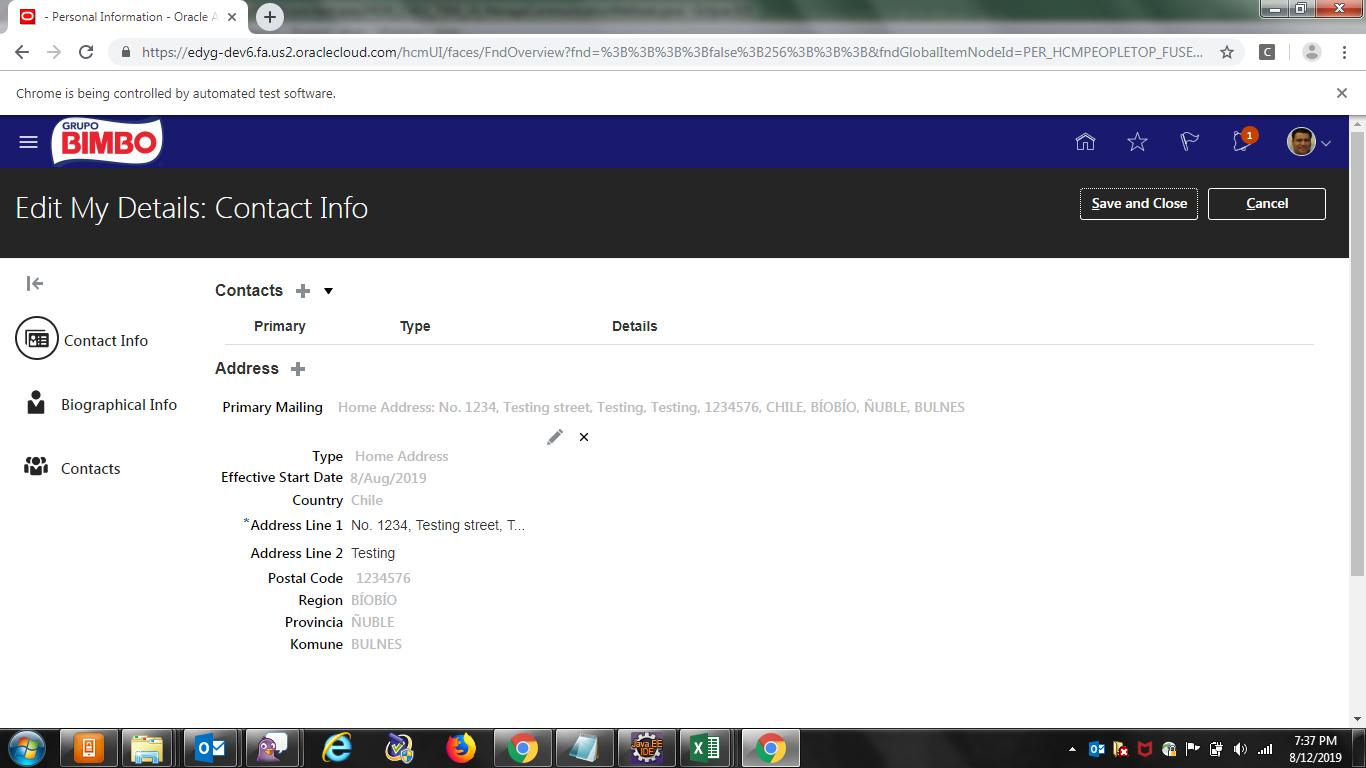 - Personal Information - Oracle A
https://edyg-dev6.fa.us2.oraclecloud.com/hcmUI/faces/FndOverview?fnd=%3B%3B%3B%3Bfalse%3B256%3B%3B%3B&fndGlobalItemNodeId=PER_HCMPEOPLETOP_FUSE...
C
Chrome is being controlled by automated test software.
GRUPO
BIMBO
1
Edit My Details: Contact Info
Save and Close
Cancel
Contacts
Primary Type Details
Contact Info
Address
Biographical Info
Primary Mailing Home Address: No. 1234, Testing street, Testing, Testing, 1234576, CHILE, BÍOBÍO, ÑUBLE, BULNES
Contacts
Type Home Address
Effective Start Date 8/Aug/2019
Country Chile
*Address Line 1 No. 1234, Testing street, T...
Address Line 2 Testing
Postal Code 1234576
Region BÍOBÍO
Provincia ÑUBLE
Komune BULNES
Java EE
IDE
7:37 PM
8/12/2019